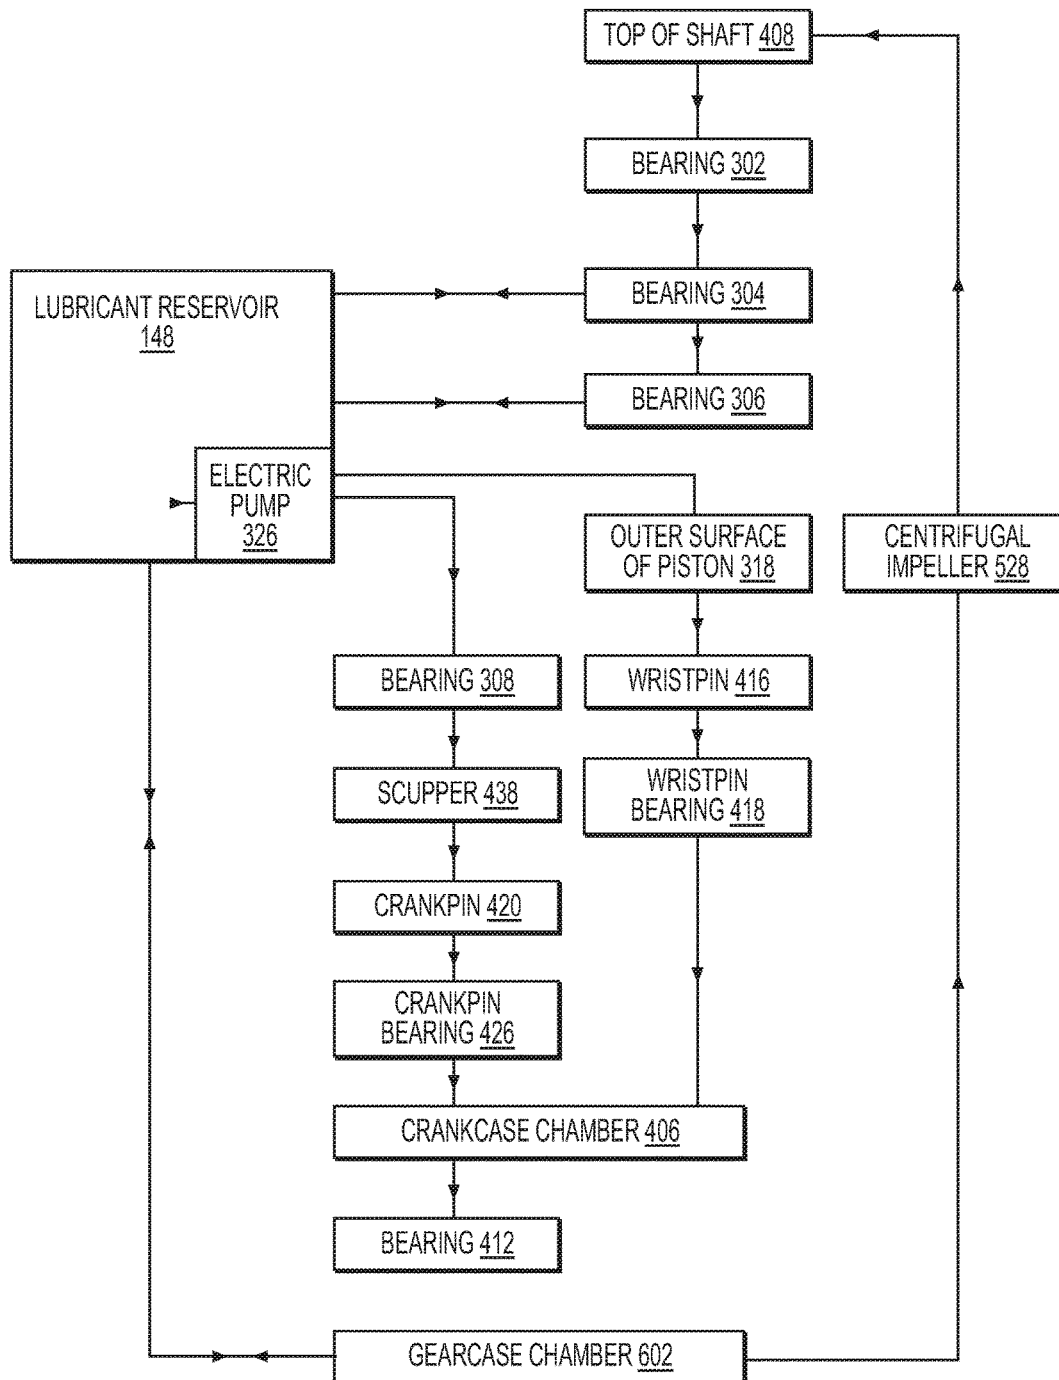 TOP OF SHAFT 408
BEARING 302
BEARING 304
LUBRICANT RESERVOIR
148
BEARING 306
ELECTRIC
PUMP
326
OUTER SURFACE
OF PISTON 318
CENTRIFUGAL
IMPELLER 528
BEARING 308
WRISTPIN 416
SCUPPER 438
WRISTPIN
BEARING 418
CRANKPIN 420
CRANKPIN
BEARING 426
CRANKCASE CHAMBER 406
BEARING 412
GEARCASE CHAMBER 602